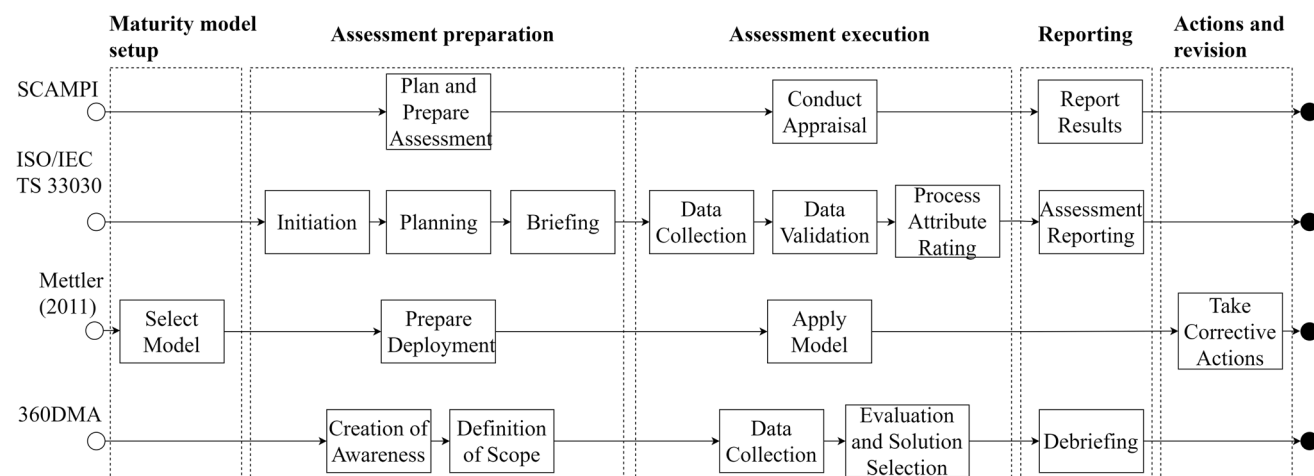 Maturity model
setup
Assessment preparation
Assessment execution
Reporting
Actions and
revision
SCAMPI
Plan and
Prepare
Assessment
Conduct
Appraisal
Report
Results
ISO/IEC
TS 33030
Initiation
Planning
Briefing
Data
Collection
Data
Validation
Process
Attribute
Rating
Assessment
Reporting
Mettler
(2011)
Select
Model
Prepare
Deployment
Apply
Model
Take
Corrective
Actions
360DMA
Creation of
Awareness
Definition
of Scope
Data
Collection
Evaluation
and Solution
Selection
Debriefing